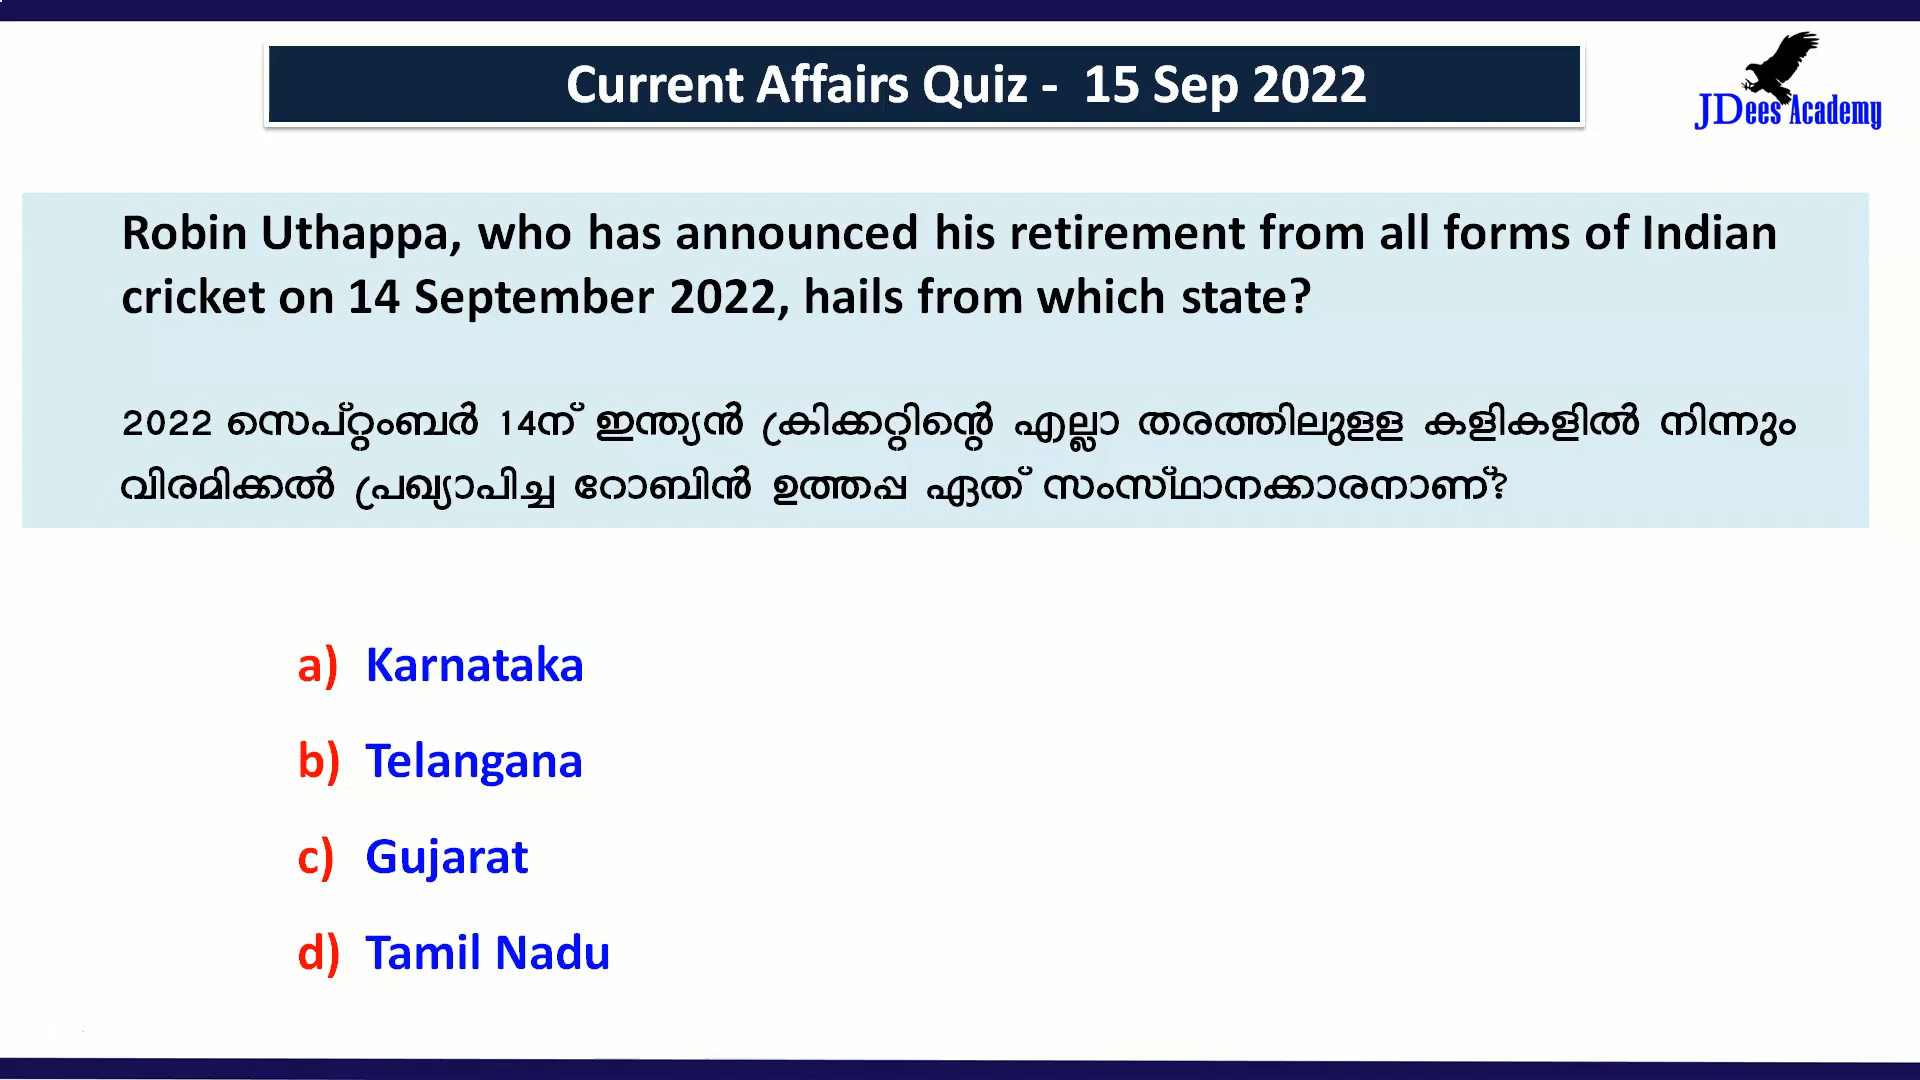 Current Affairs Quiz - 15 Sep 2022
JDees Academy
Robin Uthappa, who has announced his retirement from all forms of Indian
cricket on 14 September 2022, hails from which state?
2022 സെപ്റ്റംബർ 14ന് ഇന്ത്യൻ ക്രിക്കറ്റിന്റെ എല്ലാ തരത്തിലുളള കളികളിൽ നിന്നും
വിരമിക്കൽ പ്രഖ്യാപിച്ച റോബിൻ ഉത്തപ്പ ഏത് സംസ്ഥാനക്കാരനാണ്?
a) Karnataka
b) Telangana
c) Gujarat
d) Tamil Nadu